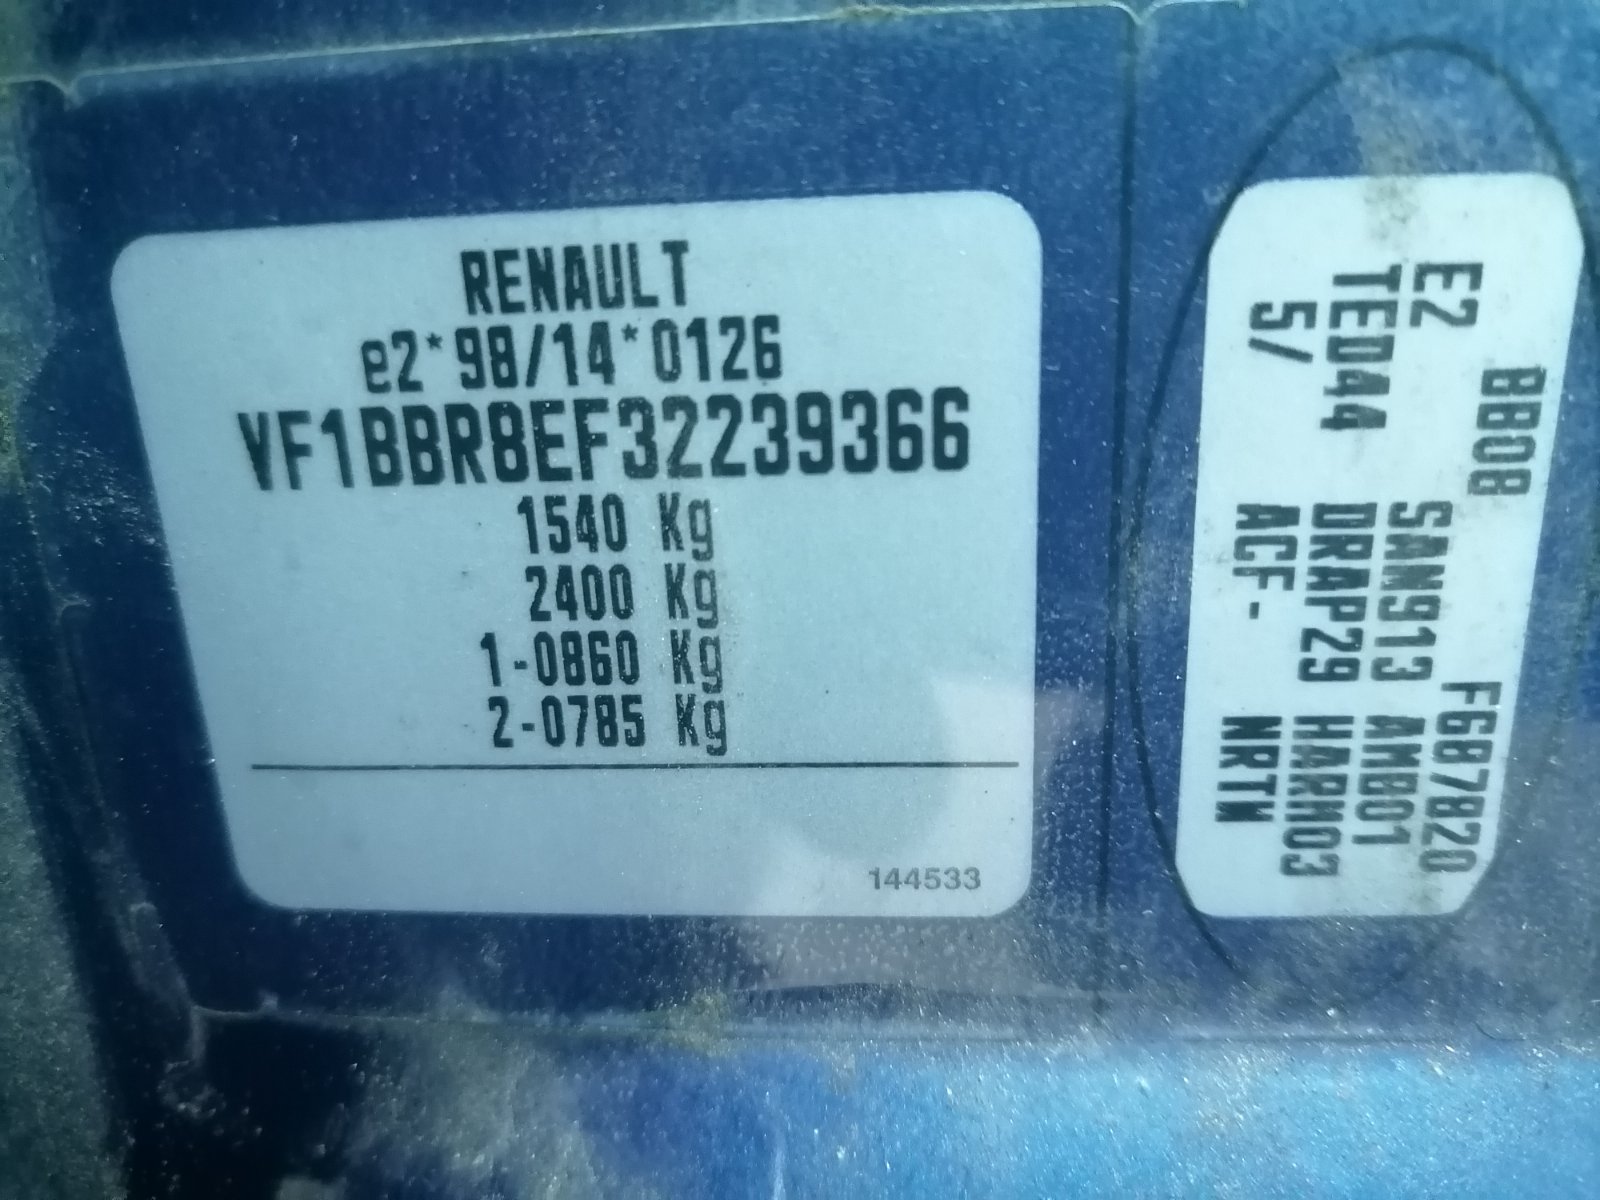 RENAULT
e2*98/14*0126
VF1BBR8EF32239366
1540 Kg
2400 Kg
1-0860 Kg
2-0785 Kg
144533
BB08 F687820
E2 SAN913 AMB01
TED44 DRAP29 HARM03
5/ ACF- NRTW